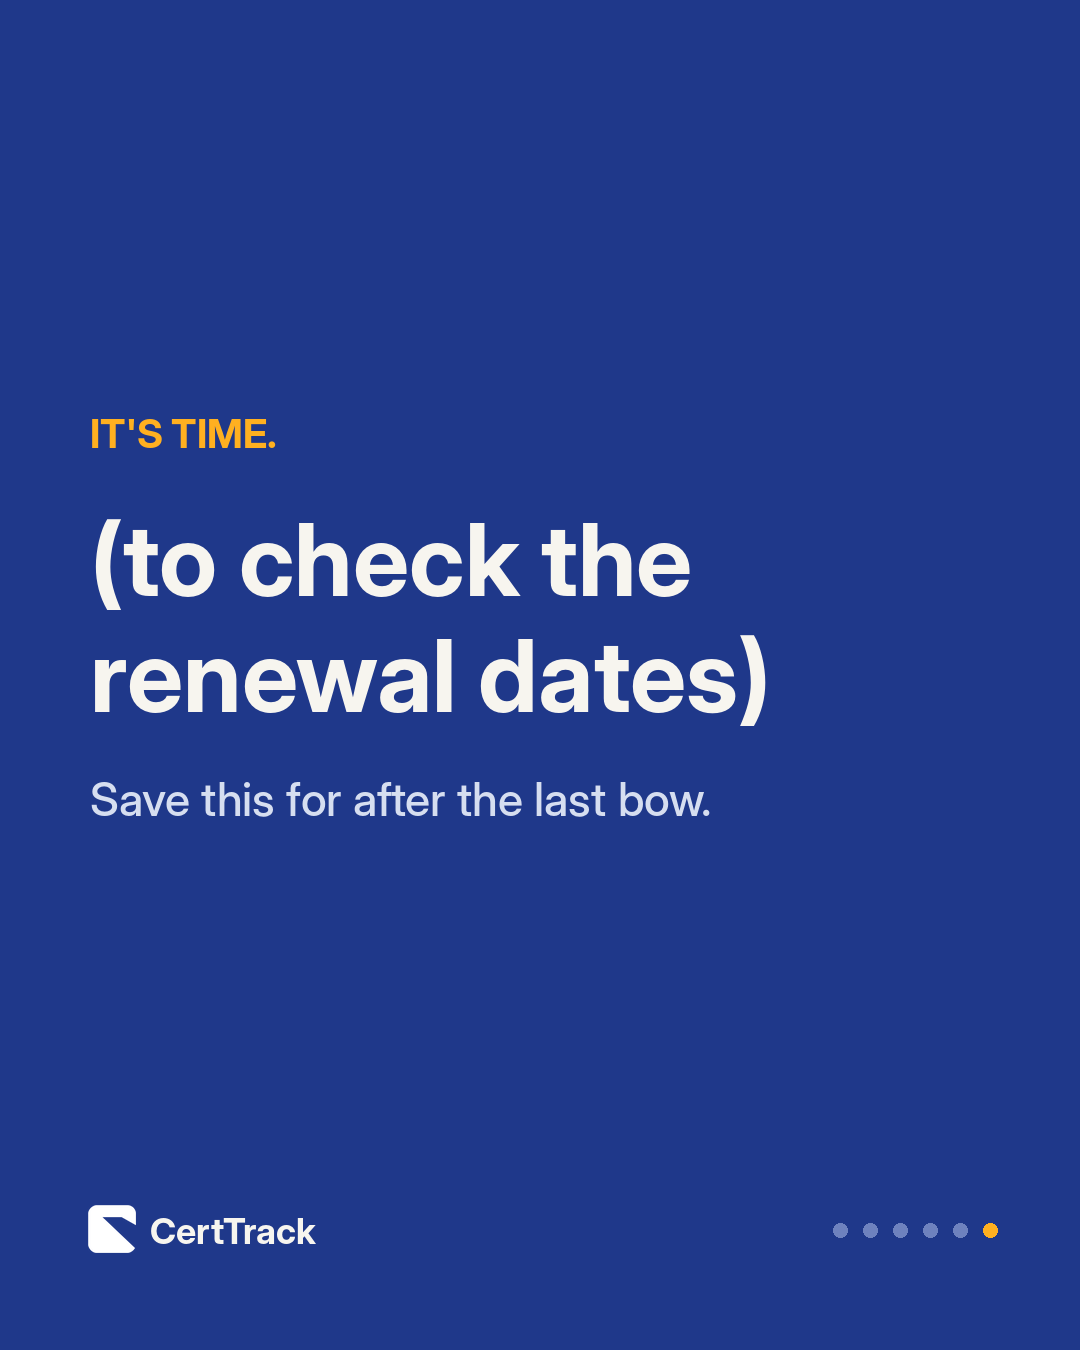 IT'S TIME.
(to check the
renewal dates)
Save this for after the last bow.
CertTrack